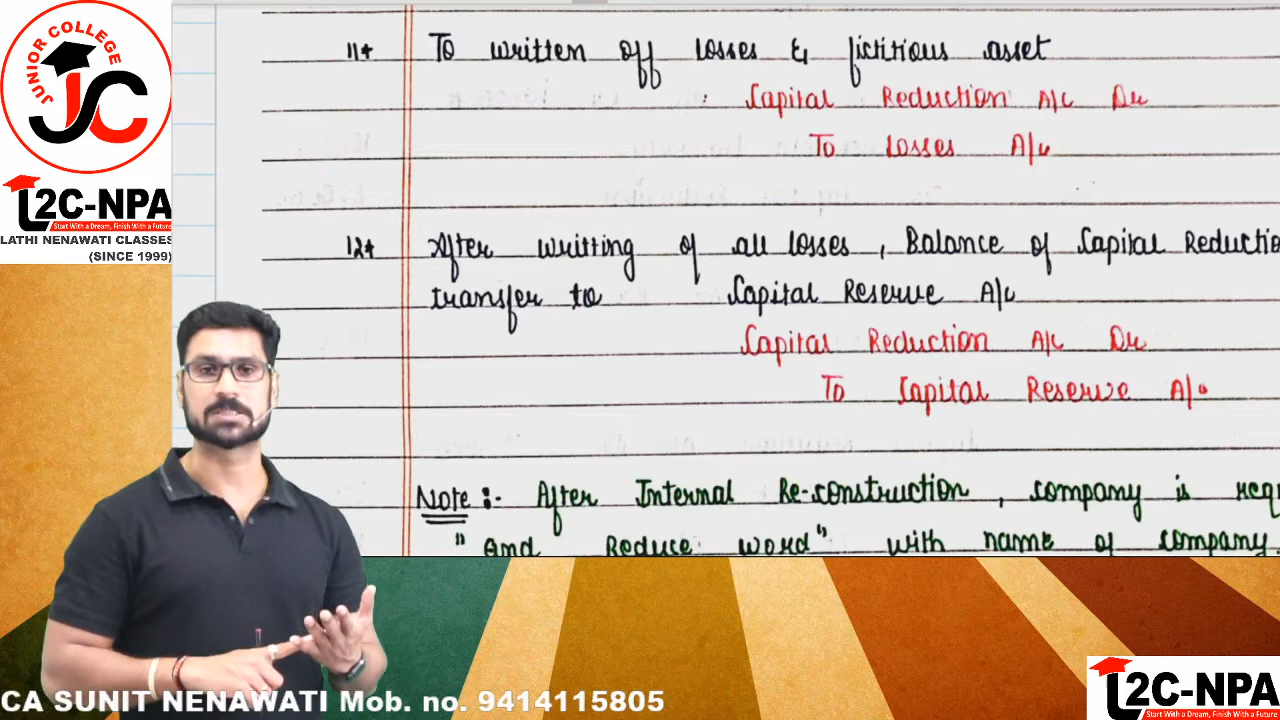 JUNIOR COLLEGE
JC
L2C-NPA
Start With a Dream, Finish With a Future
LATHI NENAWATI CLASSES
(SINCE 1999)
11+ To written off losses & fictitious asset
Capital Reduction A/c Dr
To Losses A/c
12+ After writting of all losses, Balance of Capital Reductio
transfer to Capital Reserve A/c
Capital Reduction A/c Dr
To Capital Reserve A/c
Note :- After Internal Re-construction, company is requ
"And Reduce word" with name of company.
CA SUNIT NENAWATI Mob. no. 9414115805
L2C-NPA
Start With a Dream, Finish With a Future